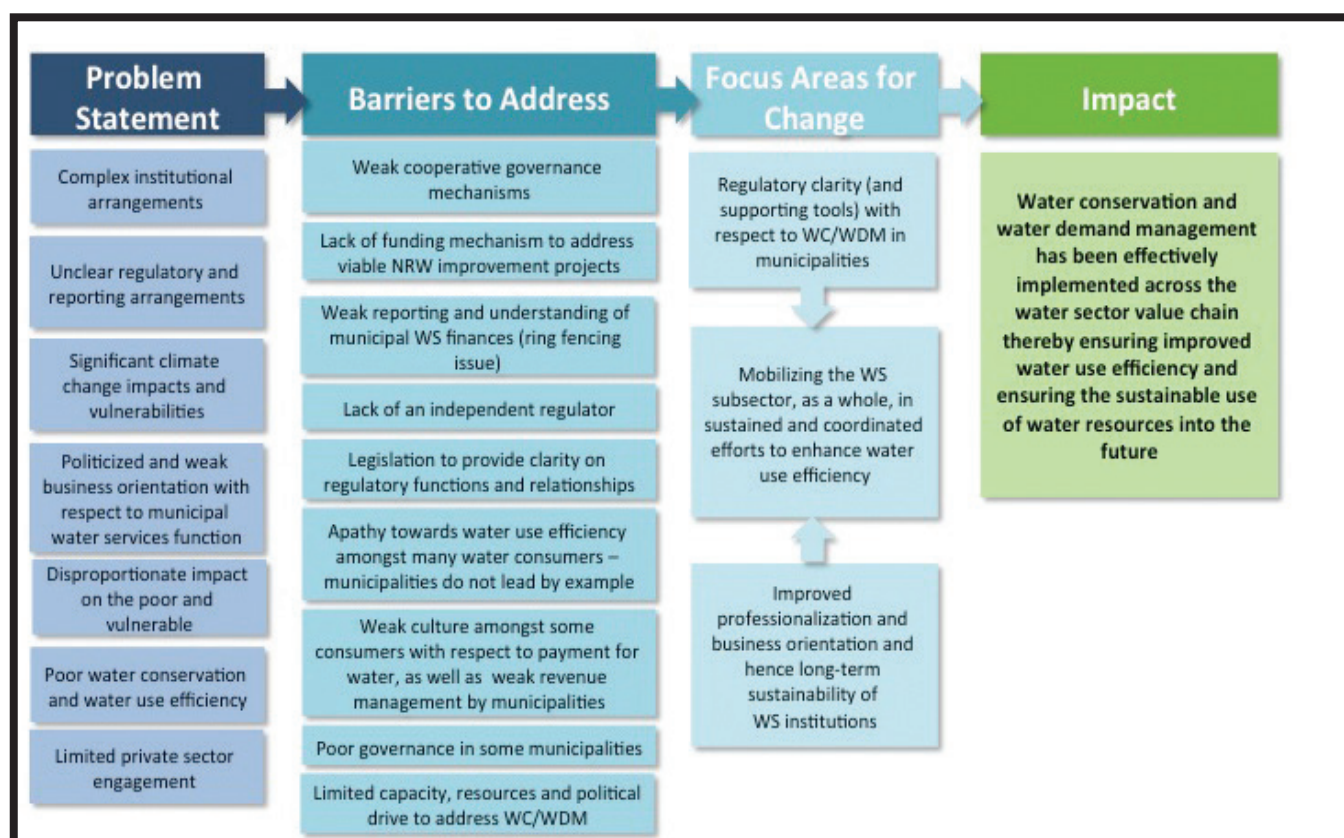 Problem
Statement
Complex institutional
arrangements
Unclear regulatory and
reporting arrangements
Significant climate
change impacts and
vulnerabilities
Politicized and weak
business orientation with
respect to municipal
water services function
Disproportionate impact
on the poor and
vulnerable
Poor water conservation
and water use efficiency
Limited private sector
engagement
Barriers to Address
Weak cooperative governance
mechanisms
Lack of funding mechanism to address
viable NRW improvement projects
Weak reporting and understanding of
municipal WS finances (ring fencing
issue)
Lack of an independent regulator
Legislation to provide clarity on
regulatory functions and relationships
Apathy towards water use efficiency
amongst many water consumers –
municipalities do not lead by example
Weak culture amongst some
consumers with respect to payment for
water, as well as weak revenue
management by municipalities
Poor governance in some municipalities
Limited capacity, resources and political
drive to address WC/WDM
Focus Areas for
Change
Regulatory clarity (and
supporting tools) with
respect to WC/WDM in
municipalities
Mobilizing the WS
subsector, as a whole, in
sustained and coordinated
efforts to enhance water
use efficiency
Improved
professionalization and
business orientation and
hence long-term
sustainability of
WS institutions
Impact
Water conservation and
water demand management
has been effectively
implemented across the
water sector value chain
thereby ensuring improved
water use efficiency and
ensuring the sustainable use
of water resources into the
future